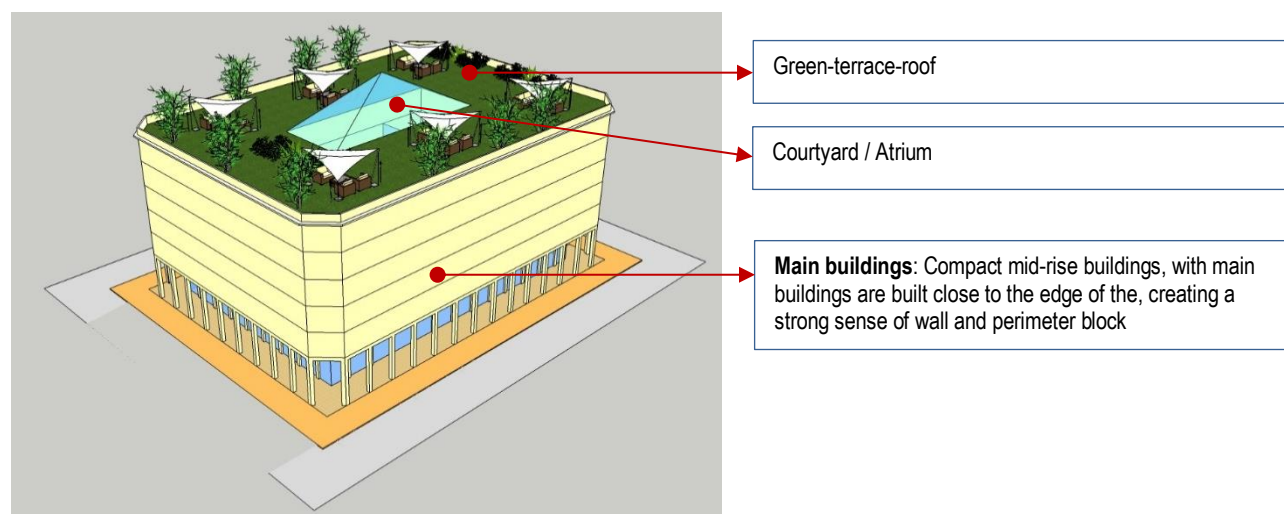 Green-terrace-roof
Courtyard / Atrium
Main buildings: Compact mid-rise buildings, with main
buildings are built close to the edge of the, creating a
strong sense of wall and perimeter block